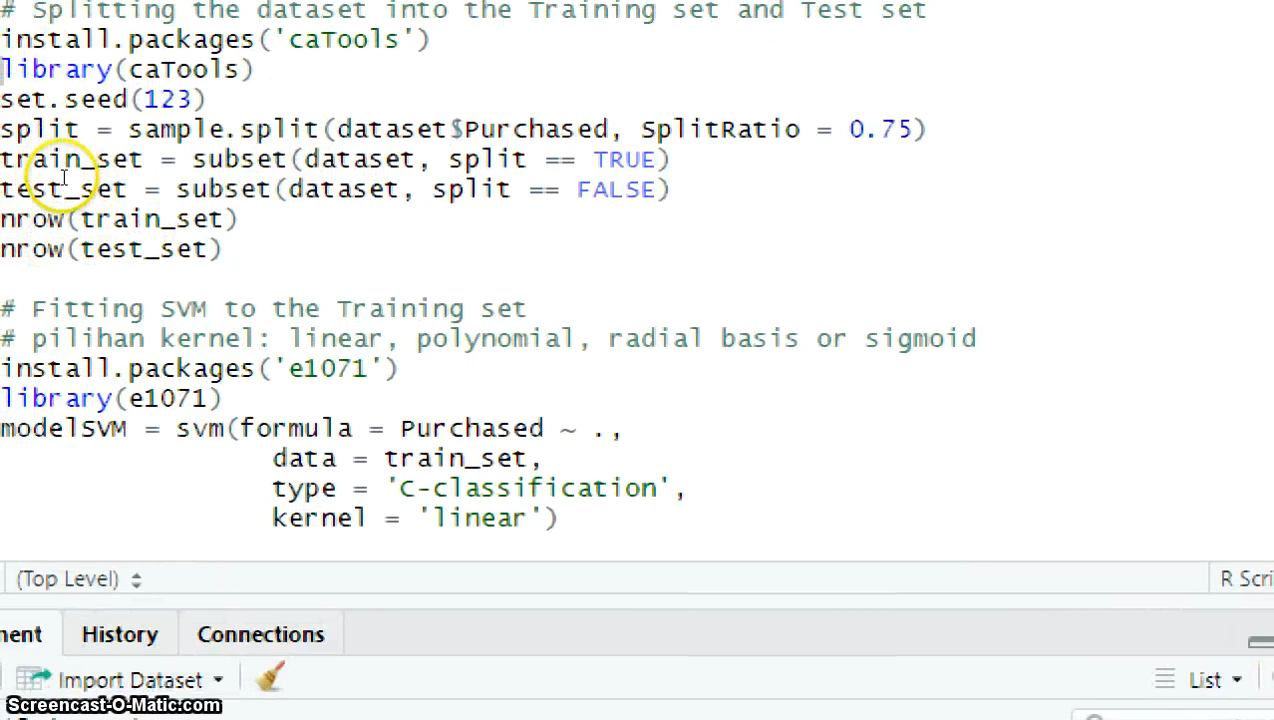 # Splitting the dataset into the Training set and Test set
install.packages('caTools')
library(caTools)
set.seed(123)
split = sample.split(dataset$Purchased, SplitRatio = 0.75)
train_set = subset(dataset, split == TRUE)
test_set = subset(dataset, split == FALSE)
nrow(train_set)
nrow(test_set)
# Fitting SVM to the Training set
# pilihan kernel: linear, polynomial, radial basis or sigmoid
install.packages('e1071')
library(e1071)
modelSVM = svm(formula = Purchased ~ .,
data = train_set,
type = 'C-classification',
kernel = 'linear')
(Top Level) R Scri
nent History Connections
Import Dataset List
Screencast-O-Matic.com